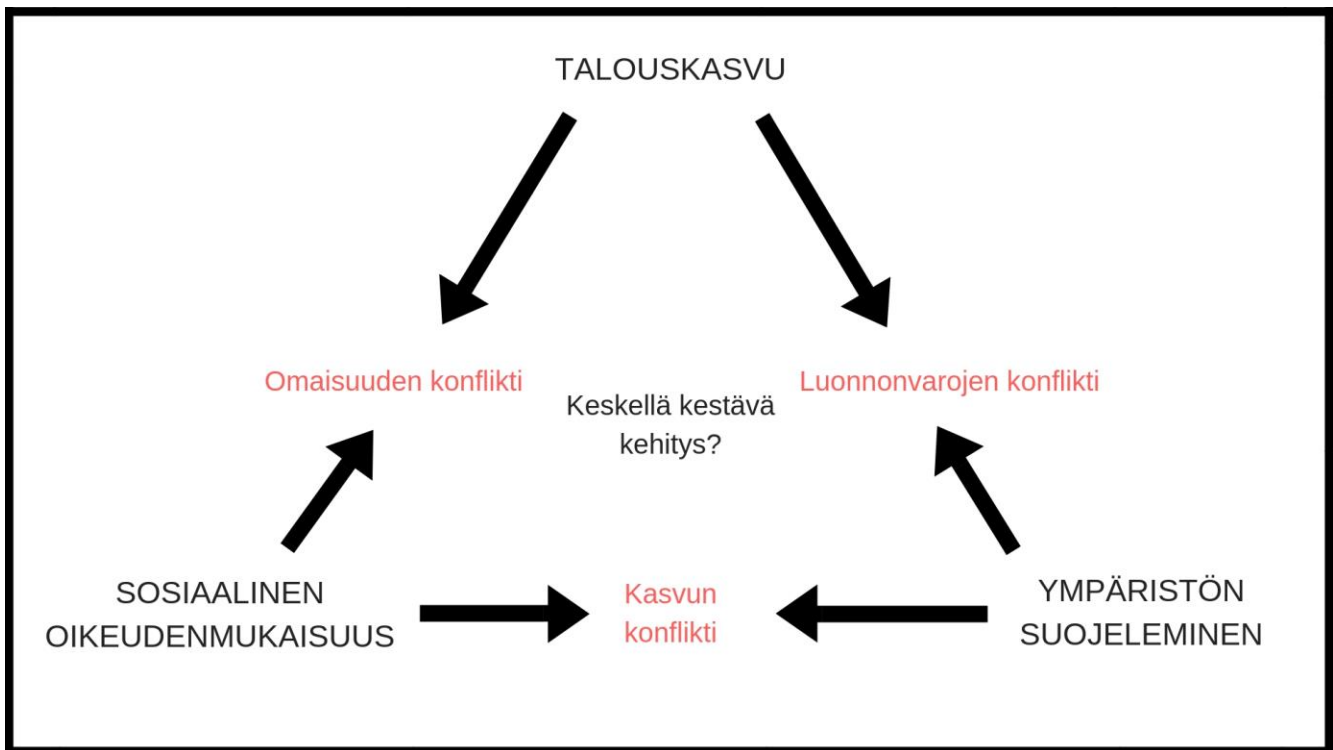 TALOUSKASVU
Omaisuuden konflikti
Luonnonvarojen konflikti
Keskellä kestävä
kehitys?
SOSIAALINEN
OIKEUDENMUKAISUUS
Kasvun
konflikti
YMPÄRISTÖN
SUOJELEMINEN